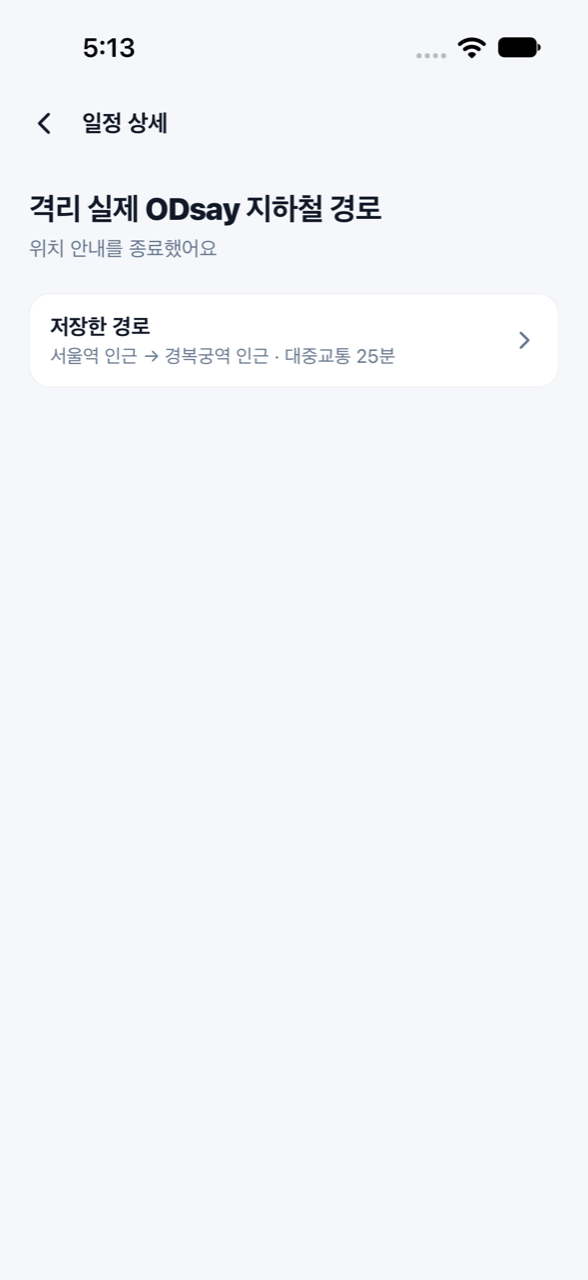 5:13
일정 상세
격리 실제 ODsay 지하철 경로
위치 안내를 종료했어요
저장한 경로
서울역 인근 → 경복궁역 인근 · 대중교통 25분